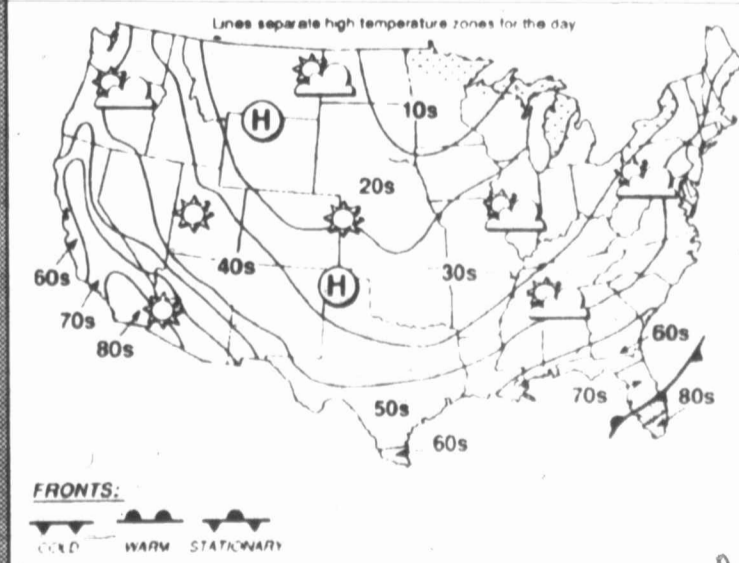 Lines separate high temperature zones for the day
10s
H
20s
40s
30s
H
60s
70s
80s
60s
70s
80s
50s
60s
FRONTS:
COLD WARM STATIONARY